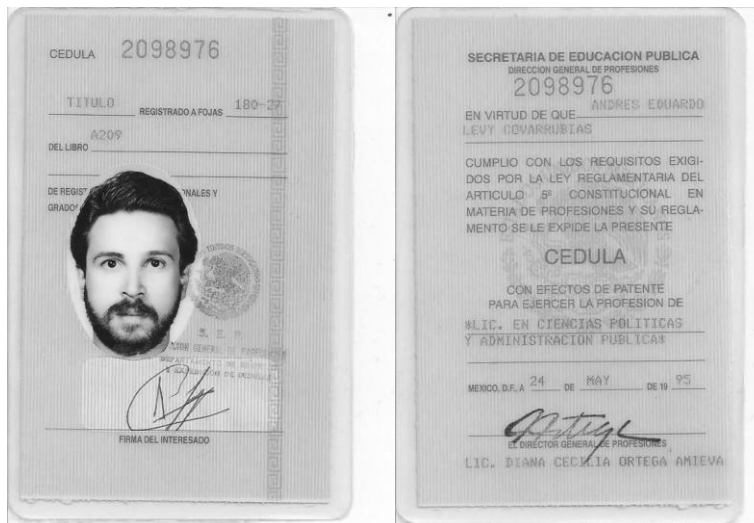 CEDULA 2098976
TITULO REGISTRADO A FOJAS 180-27
A209
DEL LIBRO
DE REGIST NALES Y
GRADO
S. E. P.
FIRMA DEL INTERESADO
SECRETARIA DE EDUCACION PUBLICA
DIRECCION GENERAL DE PROFESIONES
2098976
EN VIRTUD DE QUE ANDRES EDUARDO
LEVY COVARRUBIAS
CUMPLIO CON LOS REQUISITOS EXIGI-
DOS POR LA LEY REGLAMENTARIA DEL
ARTICULO 5º CONSTITUCIONAL EN
MATERIA DE PROFESIONES Y SU REGLA-
MENTO SE LE EXPIDE LA PRESENTE
CEDULA
CON EFECTOS DE PATENTE
PARA EJERCER LA PROFESION DE
*LIC. EN CIENCIAS POLITICAS
Y ADMINISTRACION PUBLICA*
MEXICO, D.F., A 24 DE MAY DE 19 95
EL DIRECTOR GENERAL DE PROFESIONES
LIC. DIANA CECILIA ORTEGA AMIEVA